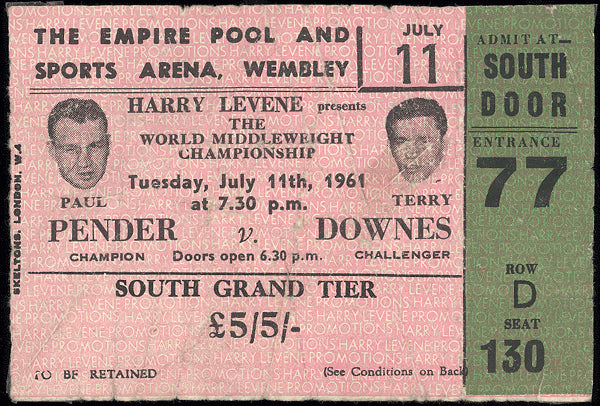 THE EMPIRE POOL AND
SPORTS ARENA, WEMBLEY
JULY
11
HARRY LEVENE presents
THE
WORLD MIDDLEWEIGHT
CHAMPIONSHIP
Tuesday, July 11th, 1961
at 7.30 p.m.
PAUL
PENDER
CHAMPION
v.
Doors open 6.30 p.m.
TERRY
DOWNES
CHALLENGER
SOUTH GRAND TIER
£5/5/-
TO BE RETAINED
(See Conditions on Back)
SKELTONS, LONDON, W.4
ADMIT AT
SOUTH
DOOR
ENTRANCE
77
ROW
D
SEAT
130
HARRY LEVENE PROMOTIONS